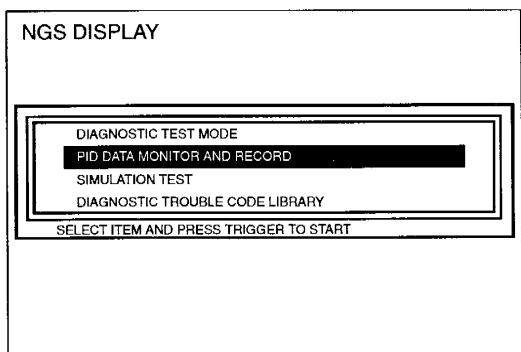 NGS DISPLAY
DIAGNOSTIC TEST MODE
PID DATA MONITOR AND RECORD
SIMULATION TEST
DIAGNOSTIC TROUBLE CODE LIBRARY
SELECT ITEM AND PRESS TRIGGER TO START